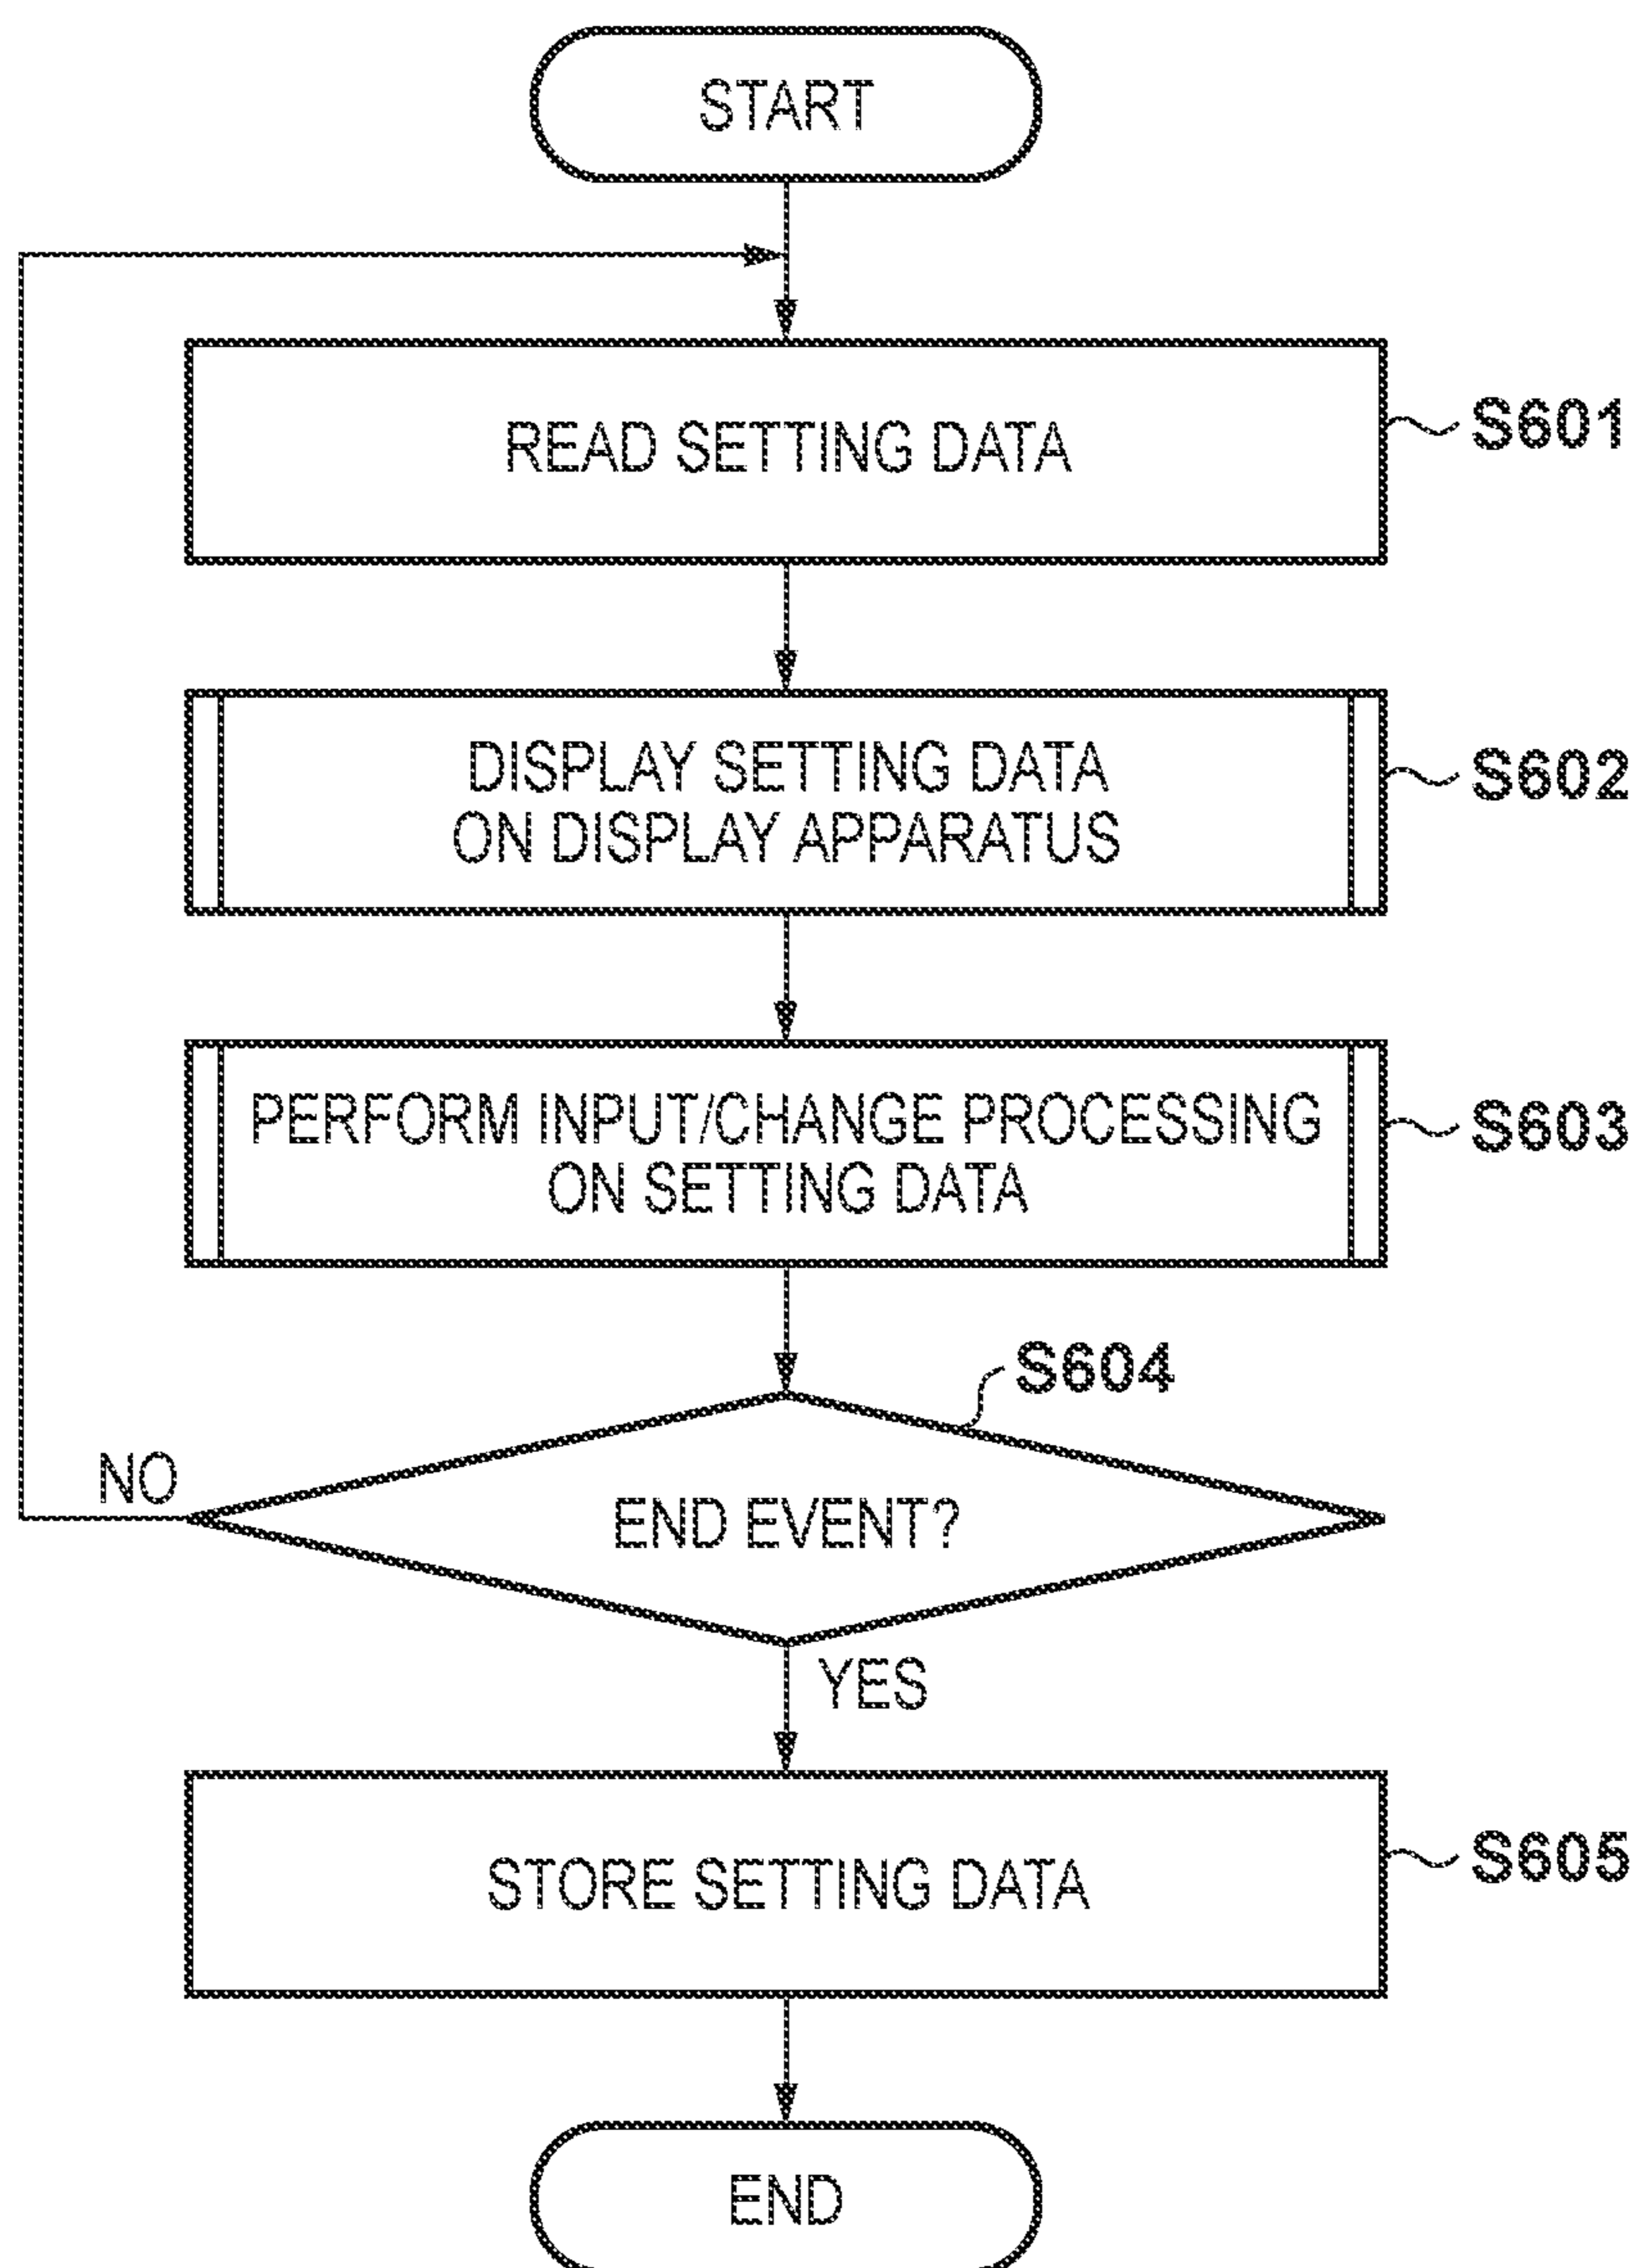 START
READ SETTING DATA
S601
DISPLAY SETTING DATA
ON DISPLAY APPARATUS
S602
PERFORM INPUT/CHANGE PROCESSING
ON SETTING DATA
S603
S604
NO
END EVENT?
YES
STORE SETTING DATA
S605
END